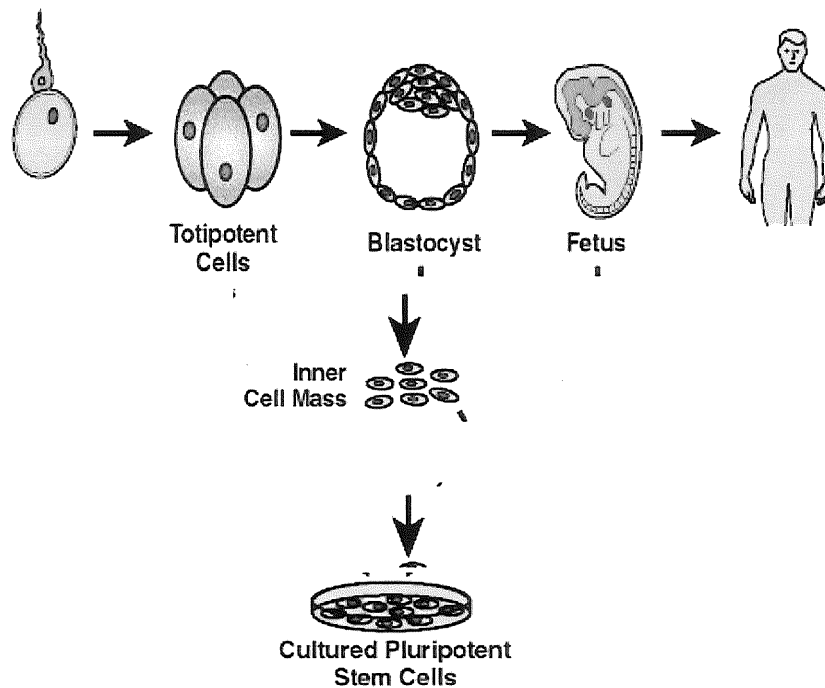 Totipotent
Cells
Blastocyst
Fetus
Inner
Cell Mass
Cultured Pluripotent
Stem Cells